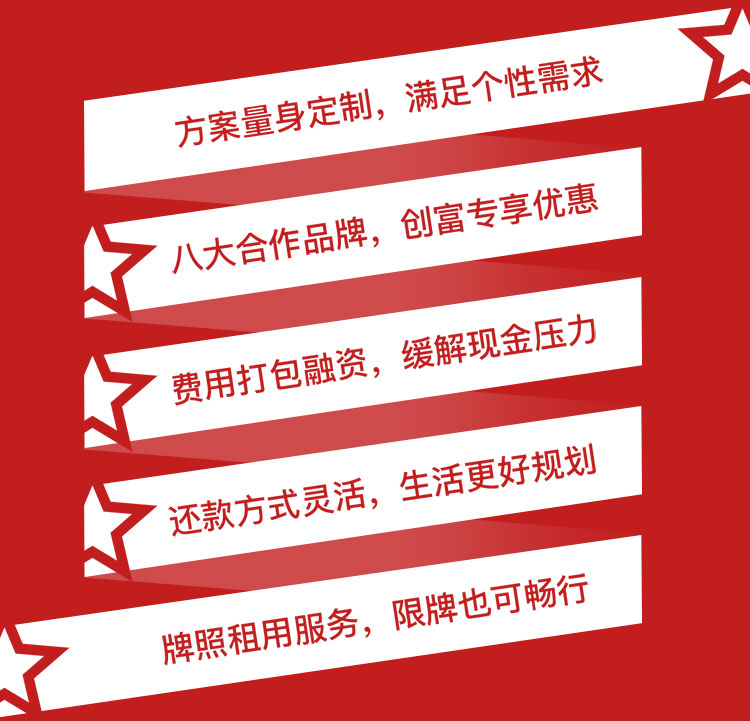 方案量身定制，满足个性需求
八大合作品牌，创富专享优惠
费用打包融资，缓解现金压力
还款方式灵活，生活更好规划
牌照租用服务，限牌也可畅行